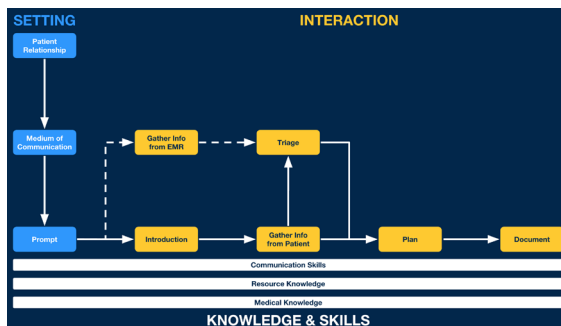 SETTING
INTERACTION
Patient
Relationship
Medium of
Communication
Gather Info
from EMR
Triage
Prompt
Introduction
Gather Info
from Patient
Plan
Document
Communication Skills
Resource Knowledge
Medical Knowledge
KNOWLEDGE & SKILLS